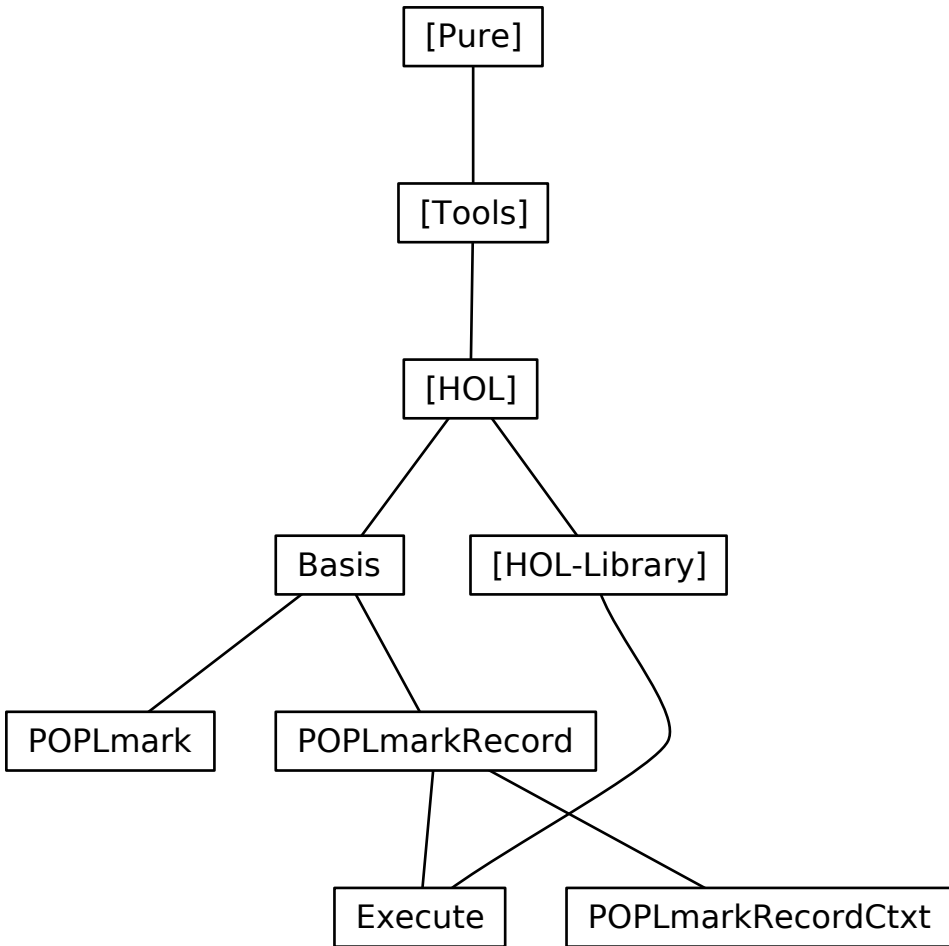 [Pure]
[Tools]
[HOL]
Basis
[HOL-Library]
POPLmark
POPLmarkRecord
Execute
POPLmarkRecordCtxt